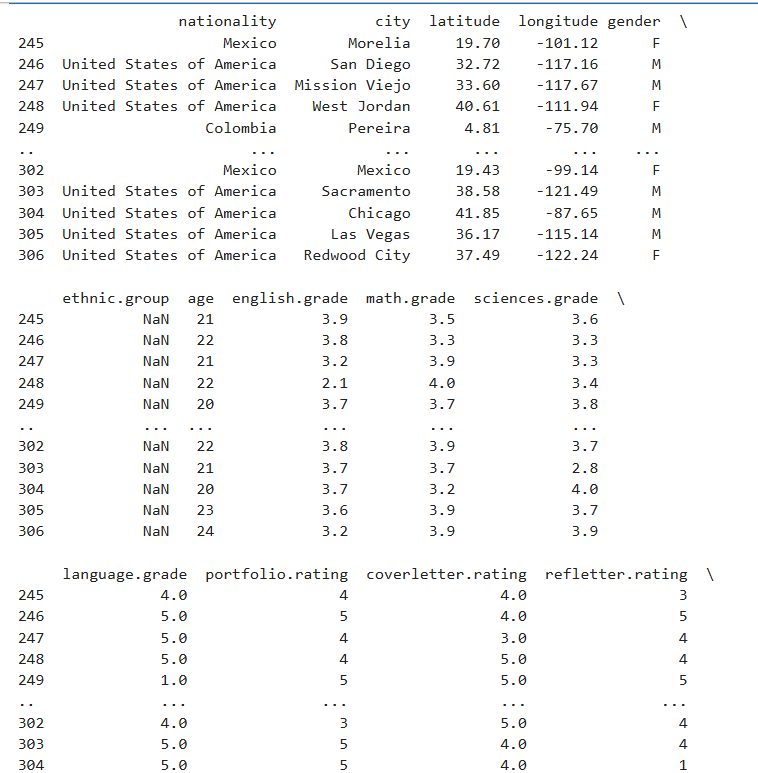 nationality city latitude longitude gender \
245 Mexico Morelia 19.70 -101.12 F
246 United States of America San Diego 32.72 -117.16 M
247 United States of America Mission Viejo 33.60 -117.67 M
248 United States of America West Jordan 40.61 -111.94 F
249 Colombia Pereira 4.81 -75.70 M
.. ... ... ... ... ...
302 Mexico Mexico 19.43 -99.14 F
303 United States of America Sacramento 38.58 -121.49 M
304 United States of America Chicago 41.85 -87.65 M
305 United States of America Las Vegas 36.17 -115.14 M
306 United States of America Redwood City 37.49 -122.24 F
ethnic.group age english.grade math.grade sciences.grade \
245 NaN 21 3.9 3.5 3.6
246 NaN 22 3.8 3.3 3.3
247 NaN 21 3.2 3.9 3.3
248 NaN 22 2.1 4.0 3.4
249 NaN 20 3.7 3.7 3.8
.. ... ... ... ... ...
302 NaN 22 3.8 3.9 3.7
303 NaN 21 3.7 3.7 2.8
304 NaN 20 3.7 3.2 4.0
305 NaN 23 3.6 3.9 3.7
306 NaN 24 3.2 3.9 3.9
language.grade portfolio.rating coverletter.rating refletter.rating \
245 4.0 4 4.0 3
246 5.0 5 4.0 5
247 5.0 4 3.0 4
248 5.0 4 5.0 4
249 1.0 5 5.0 5
.. ... ... ... ...
302 4.0 3 5.0 4
303 5.0 5 4.0 4
304 5.0 5 4.0 1